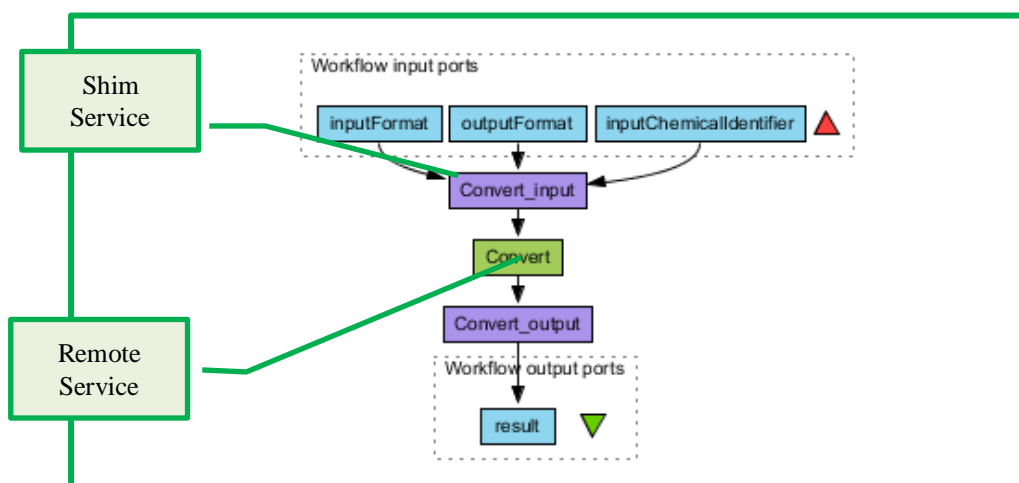 Workflow input ports
Shim
Service
inputFormat
outputFormat
inputChemicalIdentifier
Convert_input
Convert
Convert_output
Remote
Service
Workflow output ports
result